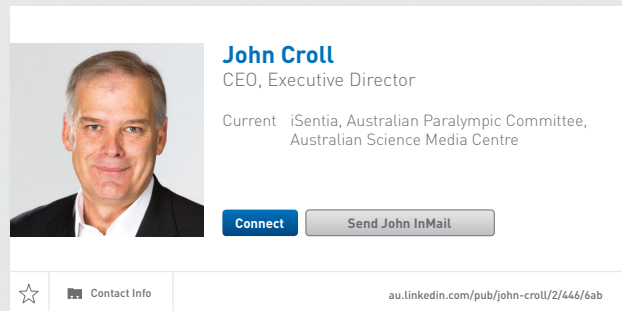 John Croll
CEO, Executive Director
Current iSentia, Australian Paralympic Committee,
Australian Science Media Centre
Connect
Send John InMail
Contact Info
au.linkedin.com/pub/john-croll/2/446/6ab